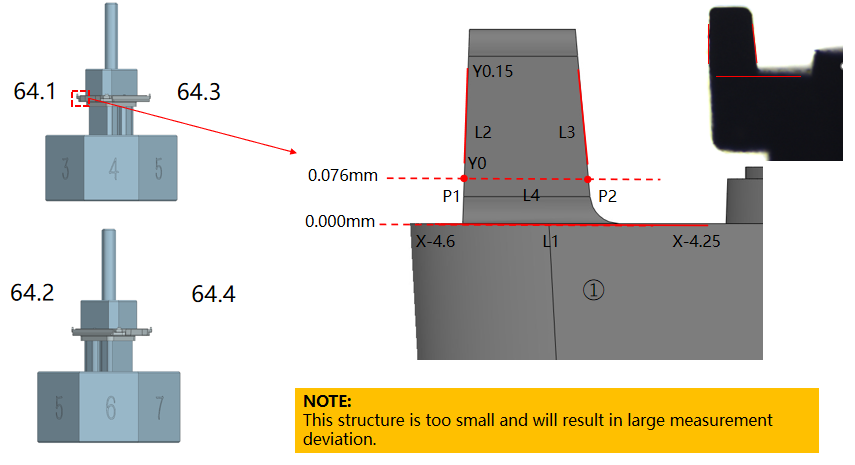 64.1
64.3
3
4
5
64.2
64.4
5
6
7
Y0.15
L2
L3
Y0
0.076mm
P1
L4
P2
0.000mm
X-4.6
L1
X-4.25
①
NOTE:
This structure is too small and will result in large measurement
deviation.